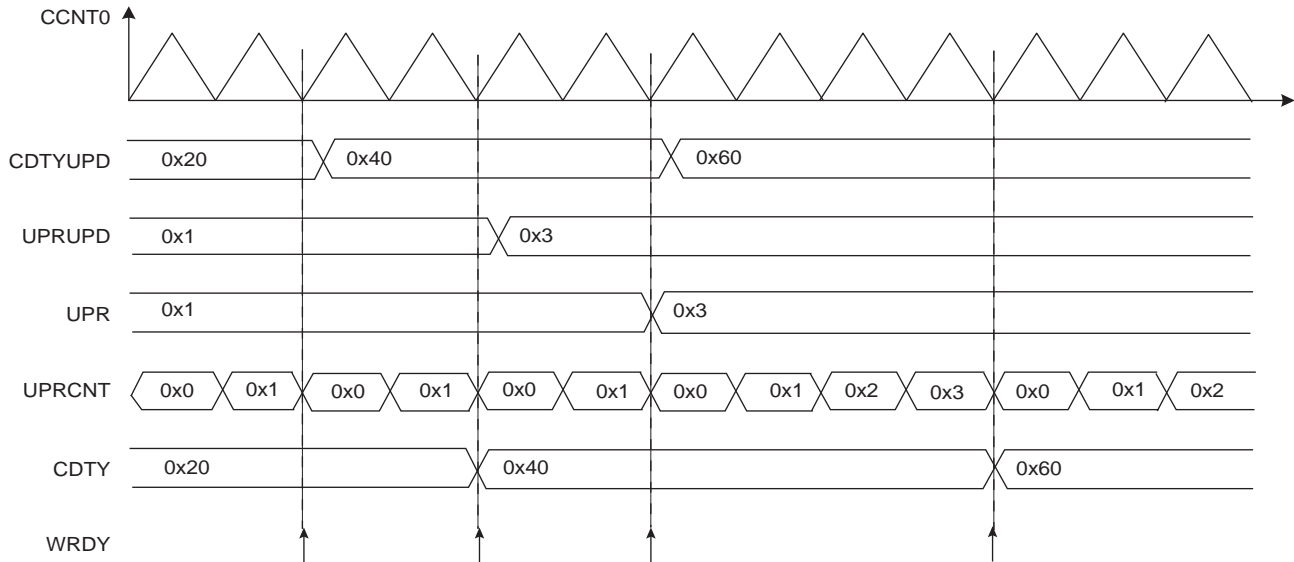 CCNT0
CDTYUPD 0x20 0x40 0x60
UPRUPD 0x1 0x3
UPR 0x1 0x3
UPRCNT 0x0 0x1 0x0 0x1 0x0 0x1 0x0 0x1 0x2 0x3 0x0 0x1 0x2
CDTY 0x20 0x40 0x60
WRDY